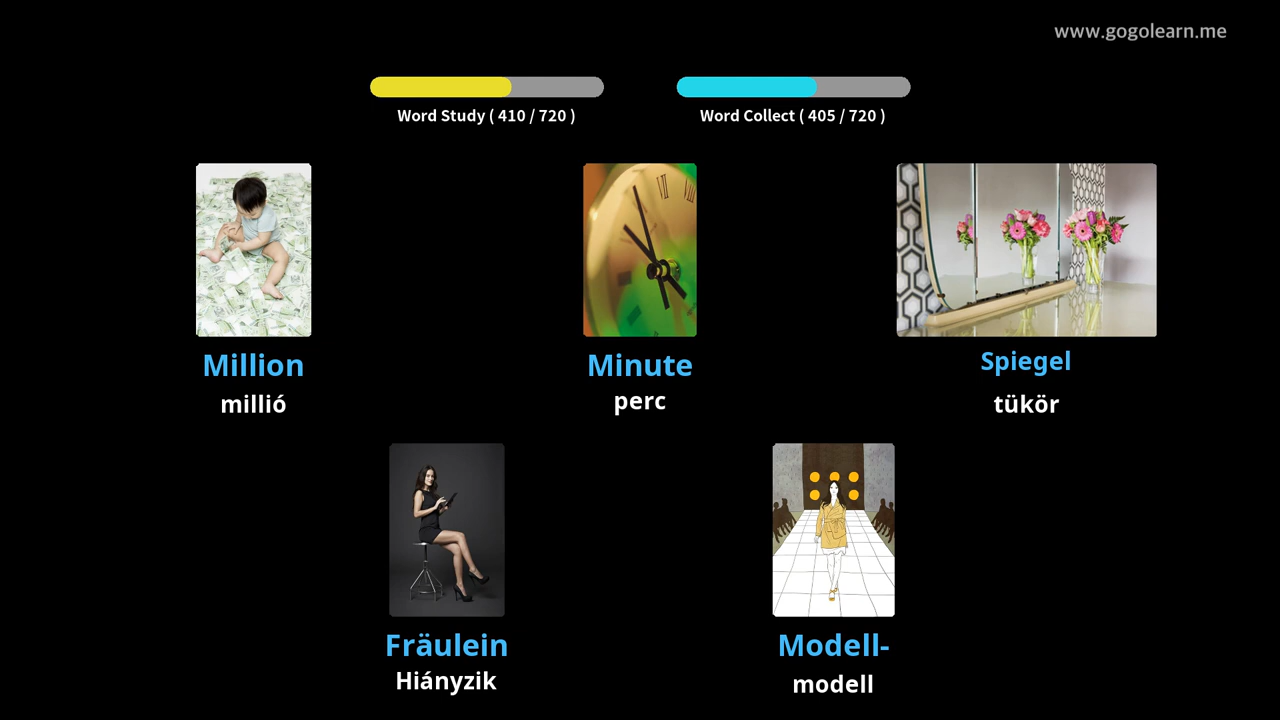 www.gogolearn.me
Word Study ( 410 / 720 )
Word Collect ( 405 / 720 )
Million
millió
Minute
perc
Spiegel
tükör
Fräulein
Hiányzik
Modell-
modell